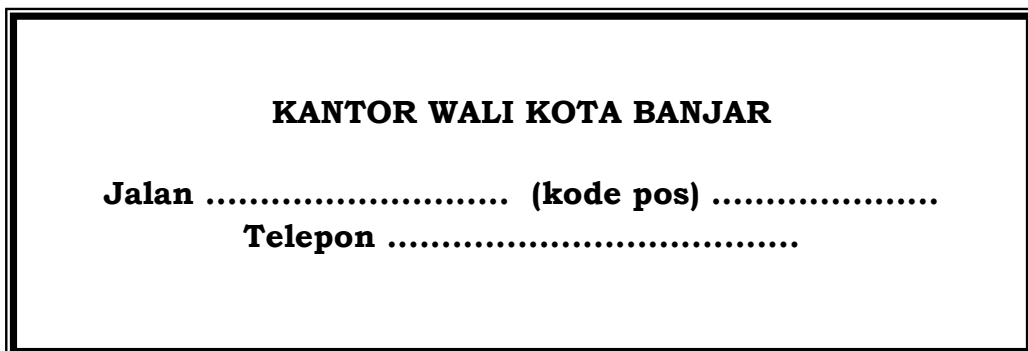 KANTOR WALI KOTA BANJAR
Jalan ………………………. (kode pos) …………………
Telepon ………………………………..